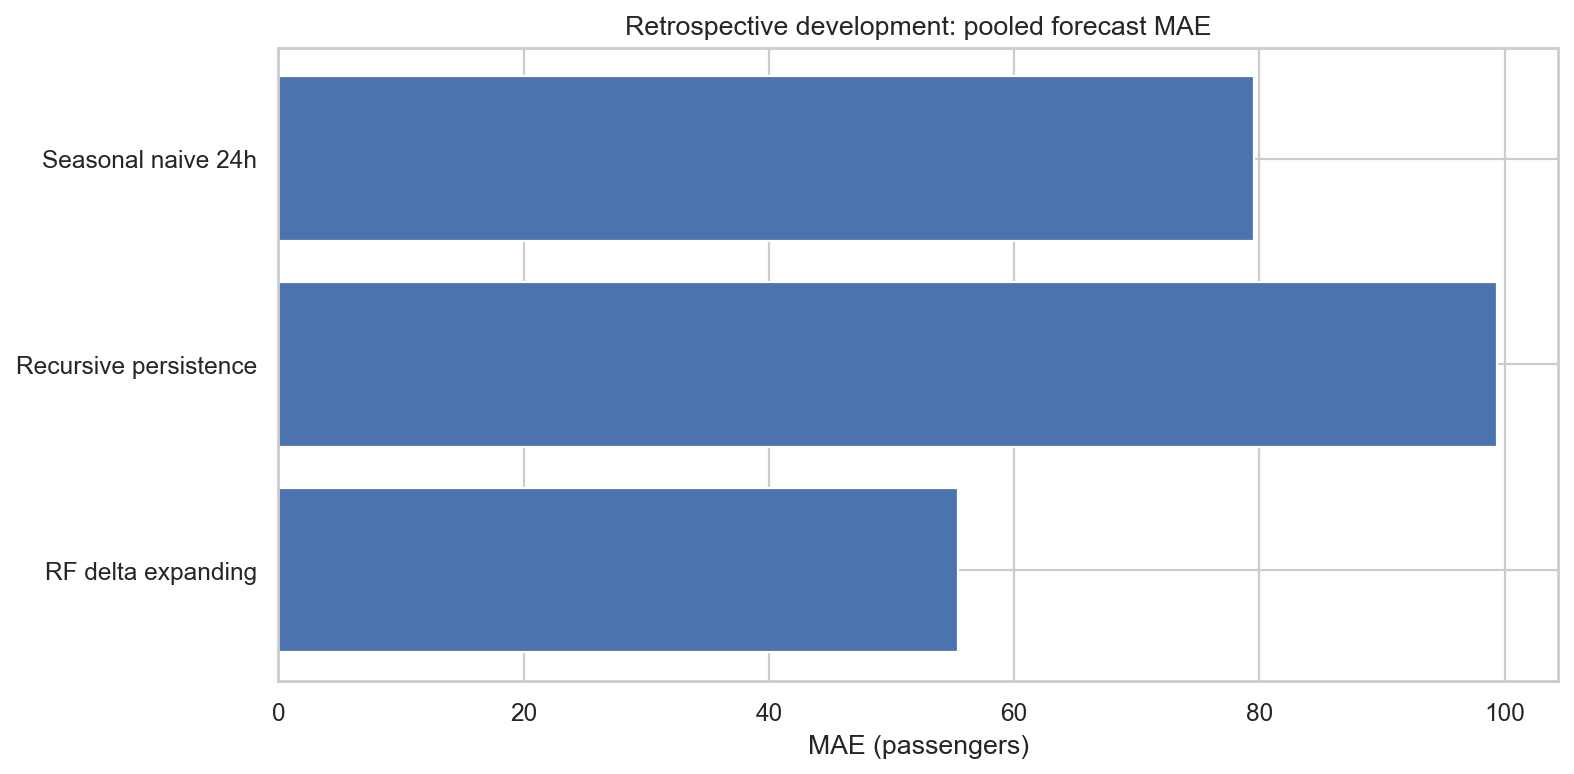 Retrospective development: pooled forecast MAE
Seasonal naive 24h
Recursive persistence
RF delta expanding
0 20 40 60 80 100
MAE (passengers)